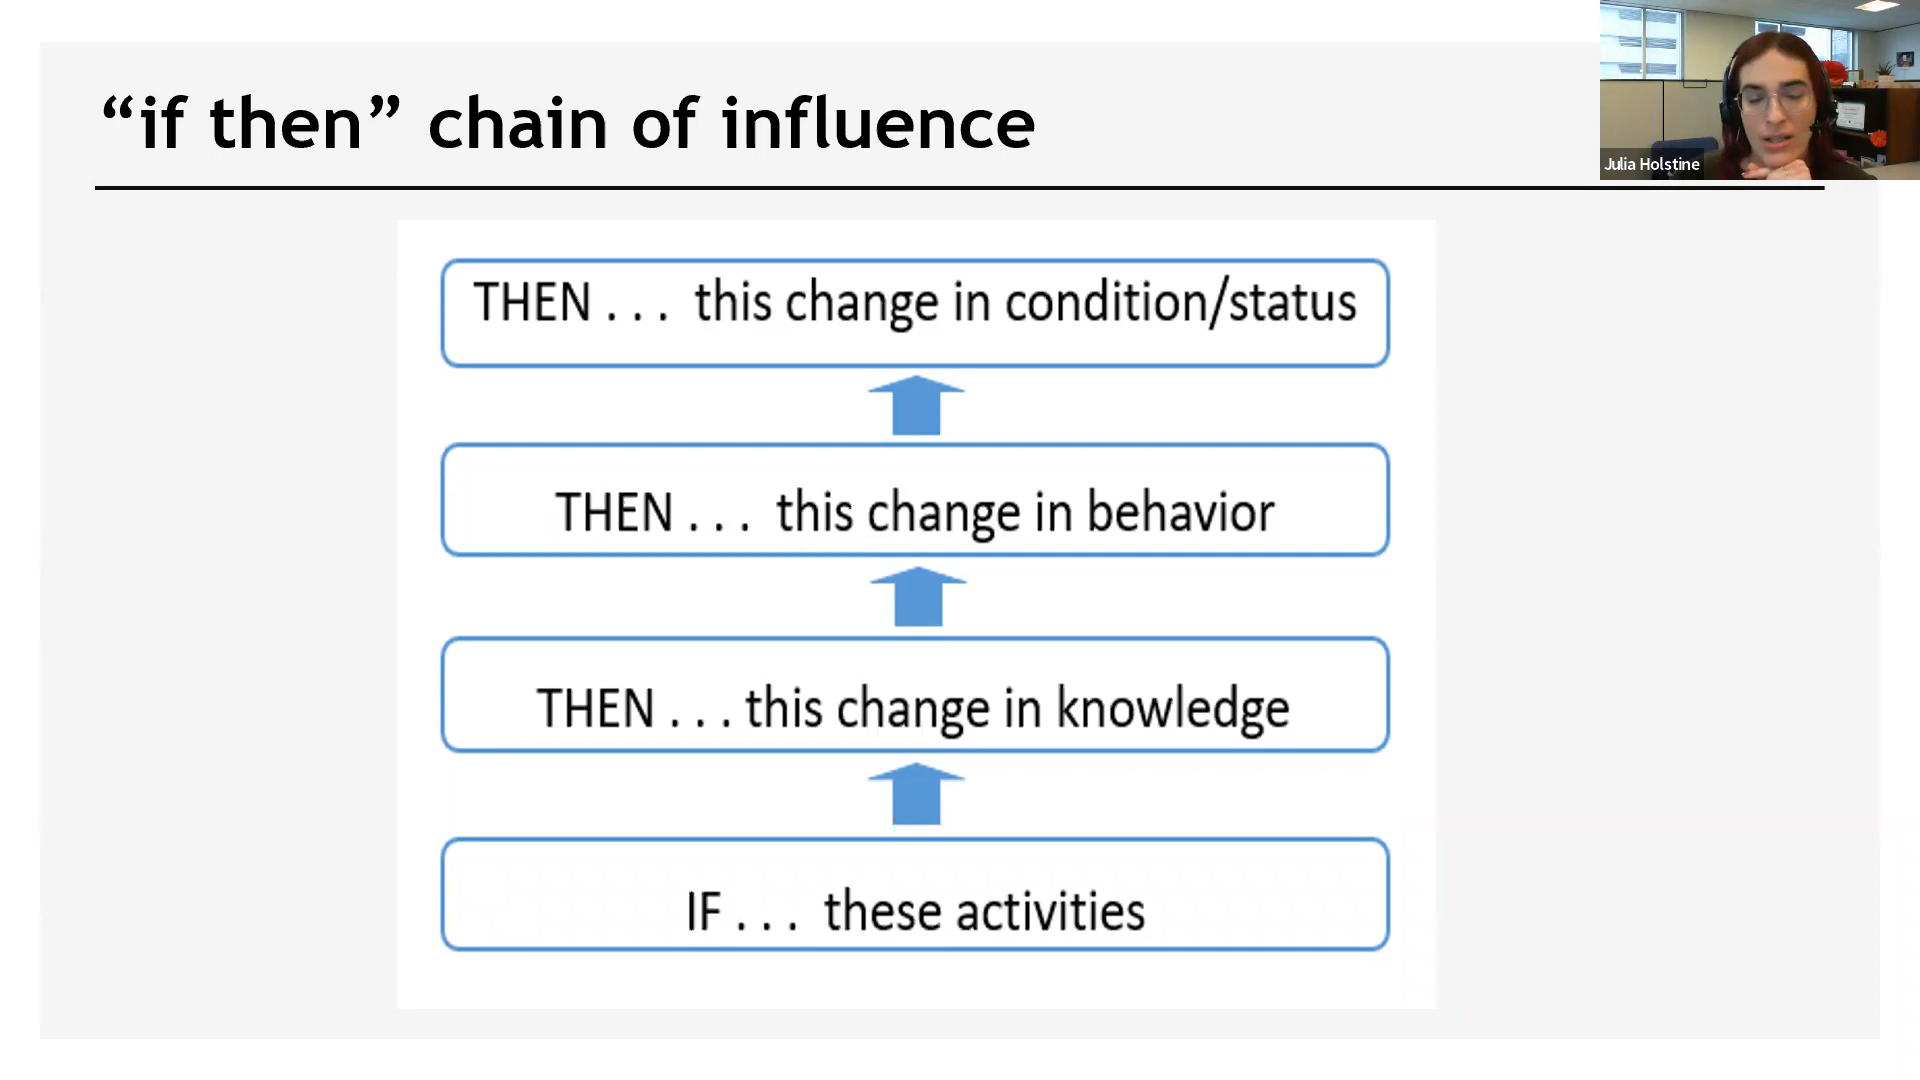 “if then” chain of influence
Julia Holstine
THEN . . . this change in condition/status
THEN . . . this change in behavior
THEN . . . this change in knowledge
IF . . . these activities